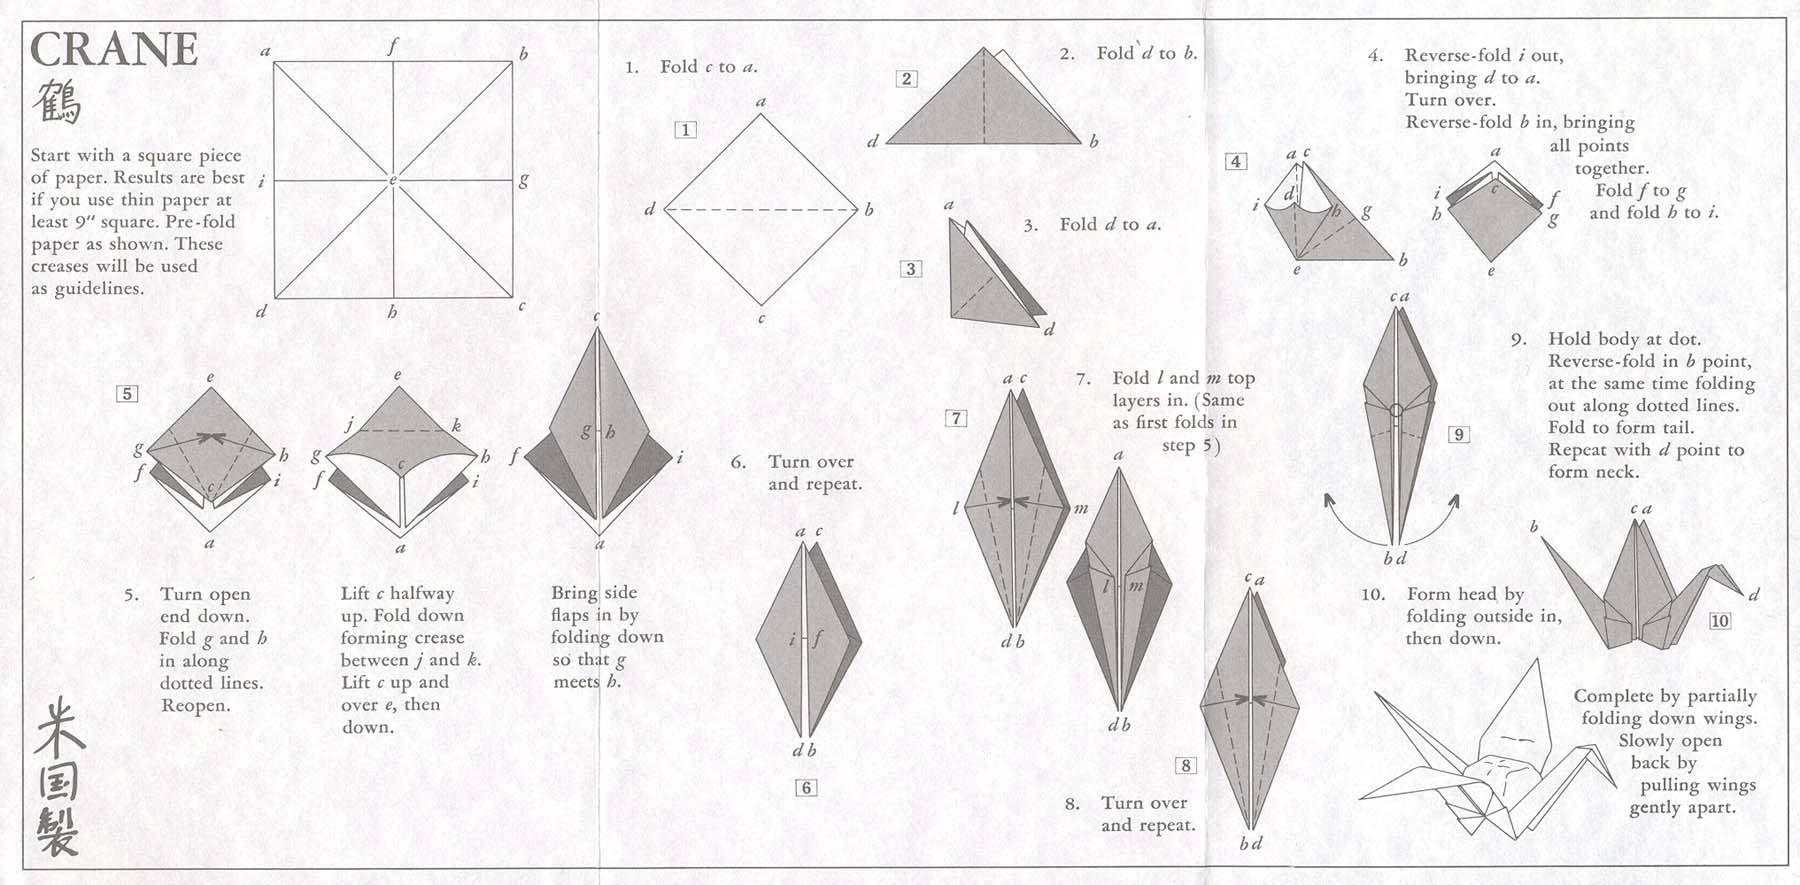 CRANE
鶴
Start with a square piece
of paper. Results are best
if you use thin paper at
least 9" square. Pre-fold
paper as shown. These
creases will be used
as guidelines.
a
f
b
i
e
g
d
h
c
1. Fold c to a.
1
a
d
b
c
2. Fold d to b.
2
d
b
3. Fold d to a.
3
a
d
4. Reverse-fold i out,
bringing d to a.
Turn over.
Reverse-fold b in, bringing
all points
together.
Fold f to g
and fold h to i.
4
a c
d
i
h
g
e
b
a
i
c
f
h
g
e
5
e
g
h
f
c
i
a
e
j
k
g
c
h
f
i
a
c
g h
f
i
a
5. Turn open
end down.
Fold g and h
in along
dotted lines.
Reopen.
Lift c halfway
up. Fold down
forming crease
between j and k.
Lift c up and
over e, then
down.
Bring side
flaps in by
folding down
so that g
meets h.
6. Turn over
and repeat.
a c
i f
d b
6
7. Fold l and m top
layers in. (Same
as first folds in
step 5)
7
a c
l
m
d b
a
l m
d b
8. Turn over
and repeat.
8
c a
b d
9. Hold body at dot.
Reverse-fold in b point,
at the same time folding
out along dotted lines.
Fold to form tail.
Repeat with d point to
form neck.
9
c a
b d
10. Form head by
folding outside in,
then down.
b
c a
d
10
Complete by partially
folding down wings.
Slowly open
back by
pulling wings
gently apart.
米国製